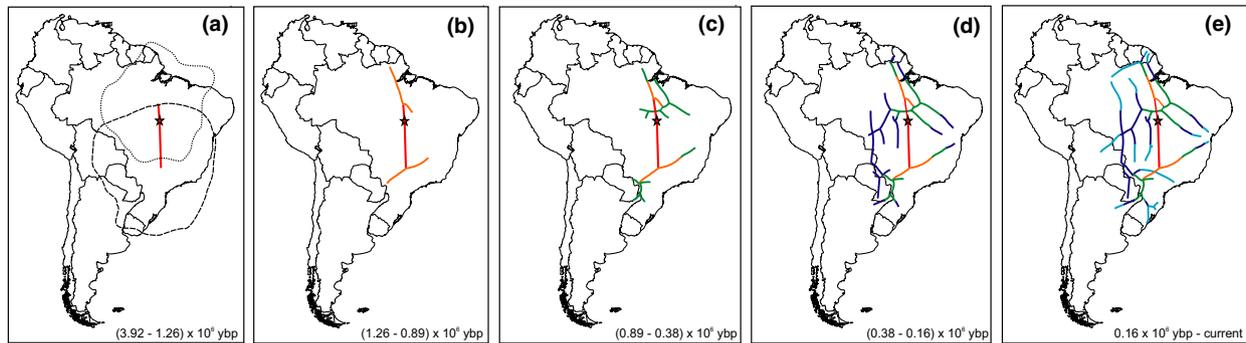 (a)
(b)
(c)
(d)
(e)
(3.92 - 1.26) x 10⁶ ybp
(1.26 - 0.89) x 10⁶ ybp
(0.89 - 0.38) x 10⁶ ybp
(0.38 - 0.16) x 10⁶ ybp
0.16 x 10⁶ ybp - current